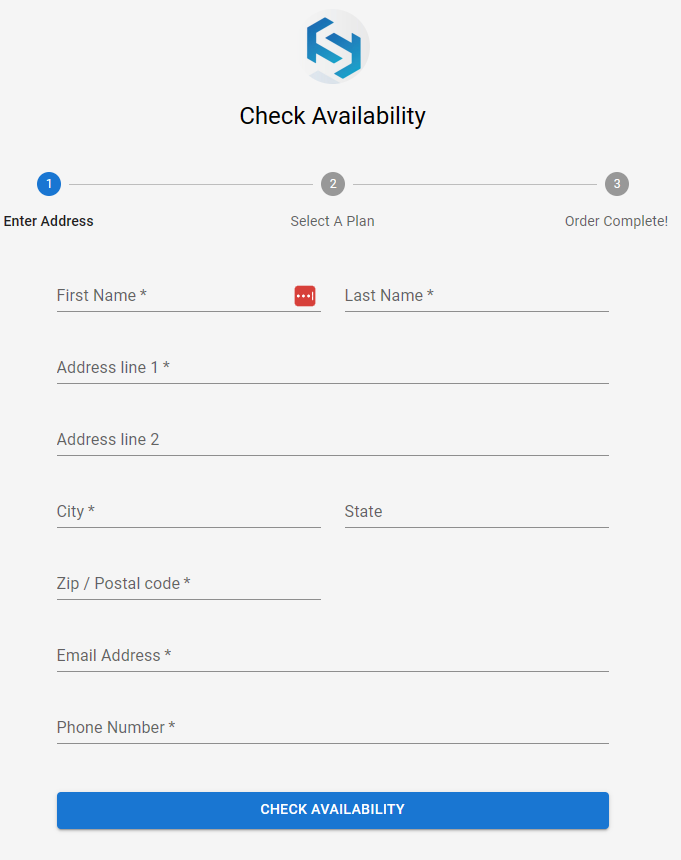 Check Availability
1 2 3
Enter Address Select A Plan Order Complete!
First Name * Last Name *
Address line 1 *
Address line 2
City * State
Zip / Postal code *
Email Address *
Phone Number *
CHECK AVAILABILITY